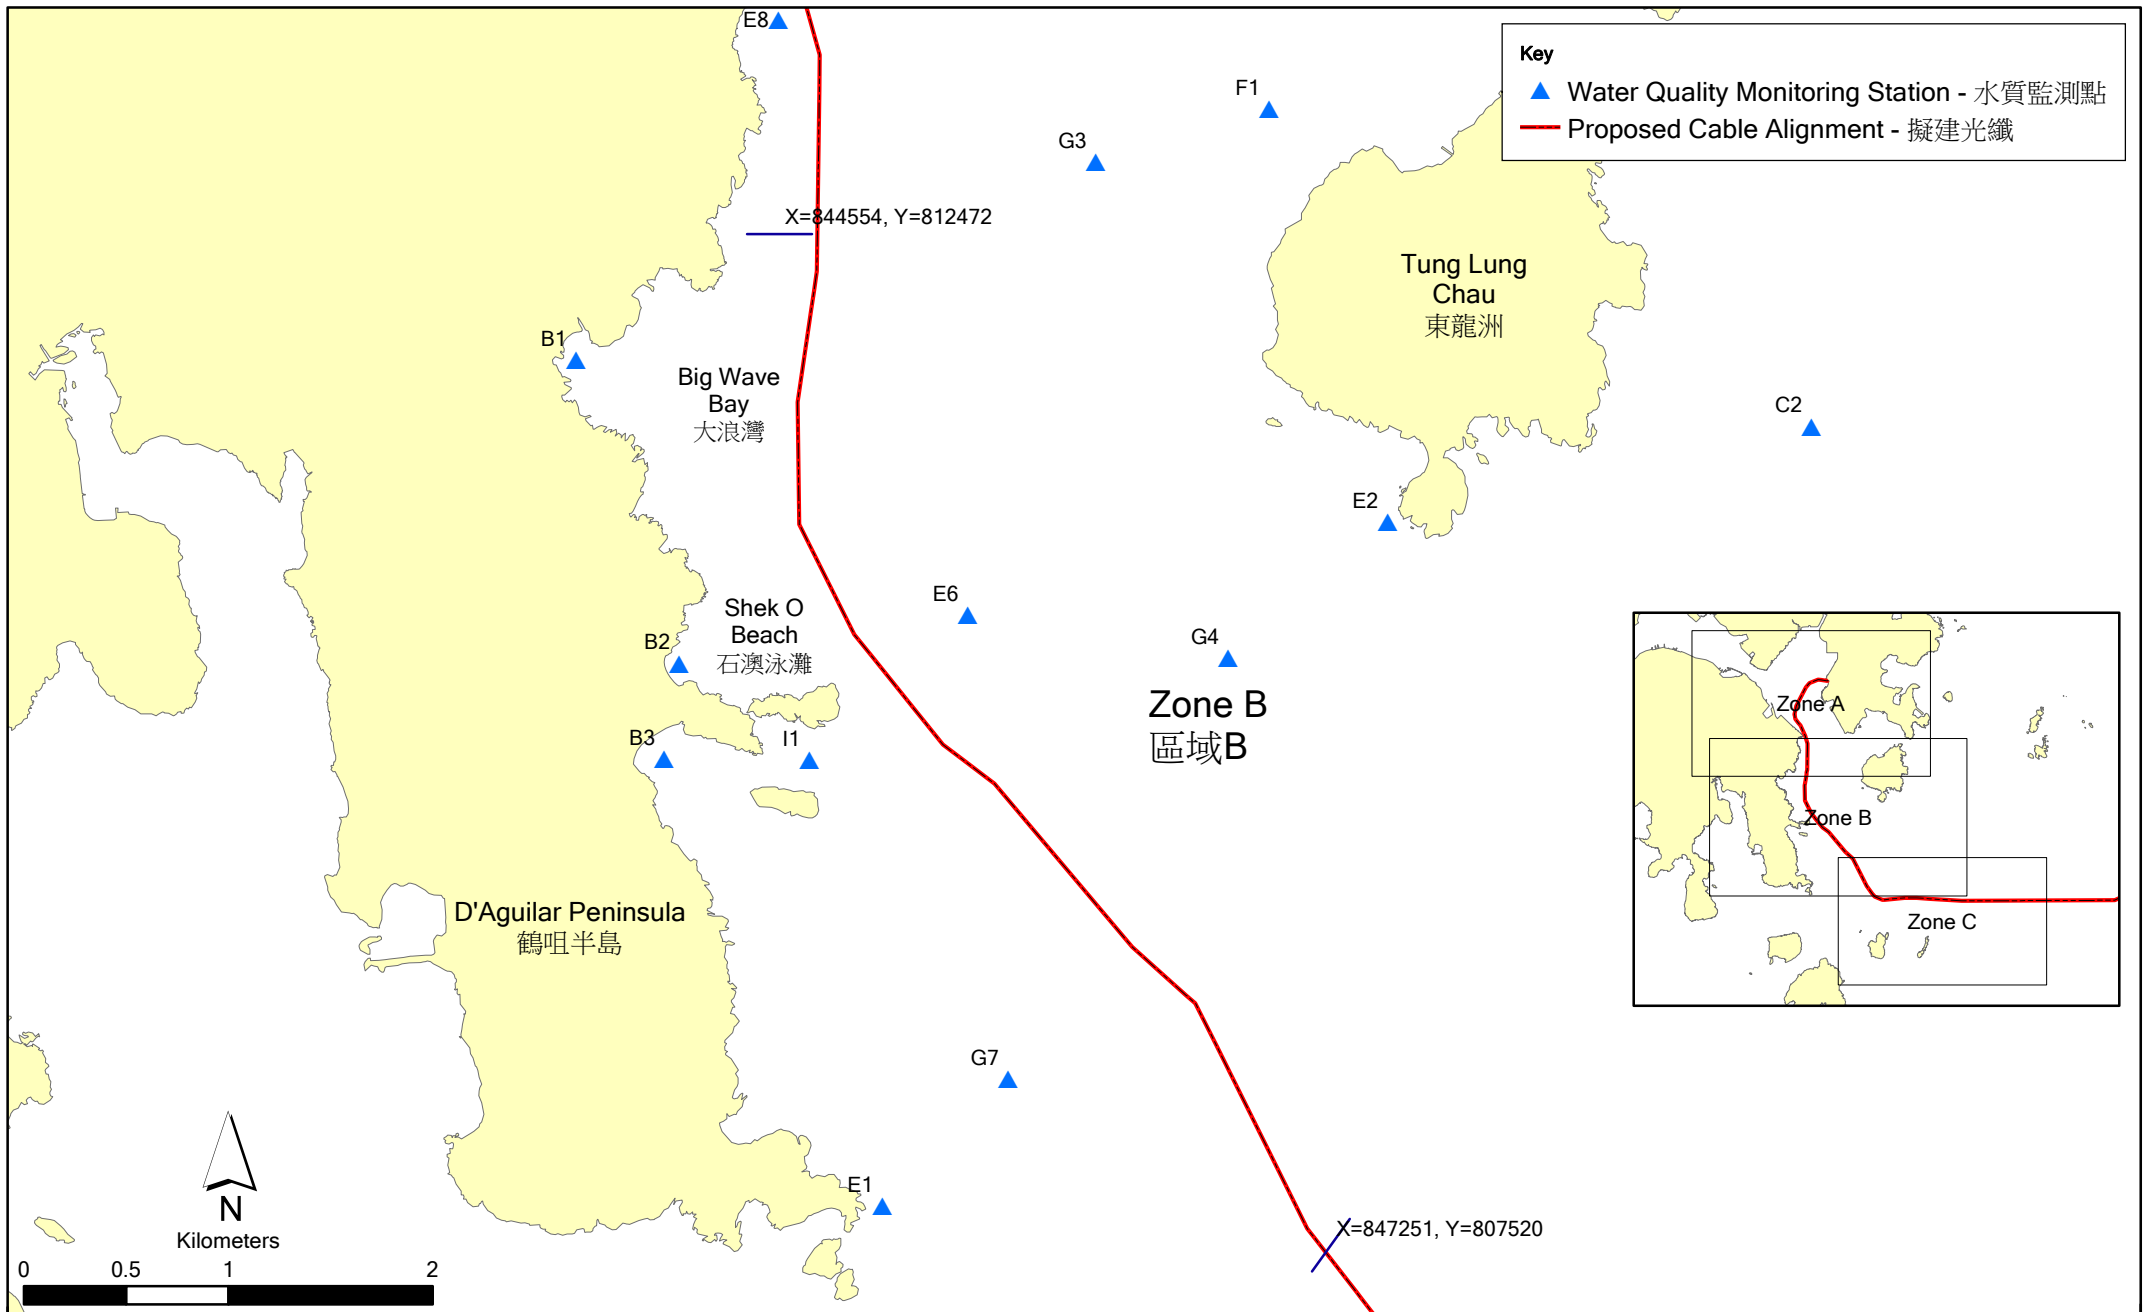 E8
Key
Water Quality Monitoring Station - 水質監測點
Proposed Cable Alignment - 擬建光纖
F1
G3
X=844554, Y=812472
Tung Lung
Chau
東龍洲
B1
Big Wave
Bay
大浪灣
C2
E2
E6
Shek O
Beach
石澳泳灘
B2
G4
Zone B
區域B
B3
I1
Zone A
Zone B
Zone C
D'Aguilar Peninsula
鶴咀半島
G7
E1
X=847251, Y=807520
N
Kilometers
0 0.5 1 2